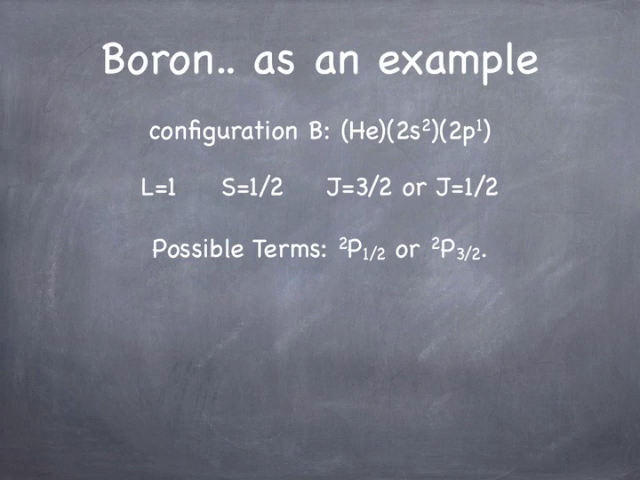 Boron.. as an example
configuration B: (He)(2s²)(2p¹)
L=1 S=1/2 J=3/2 or J=1/2
Possible Terms: ²P₁/₂ or ²P₃/₂.